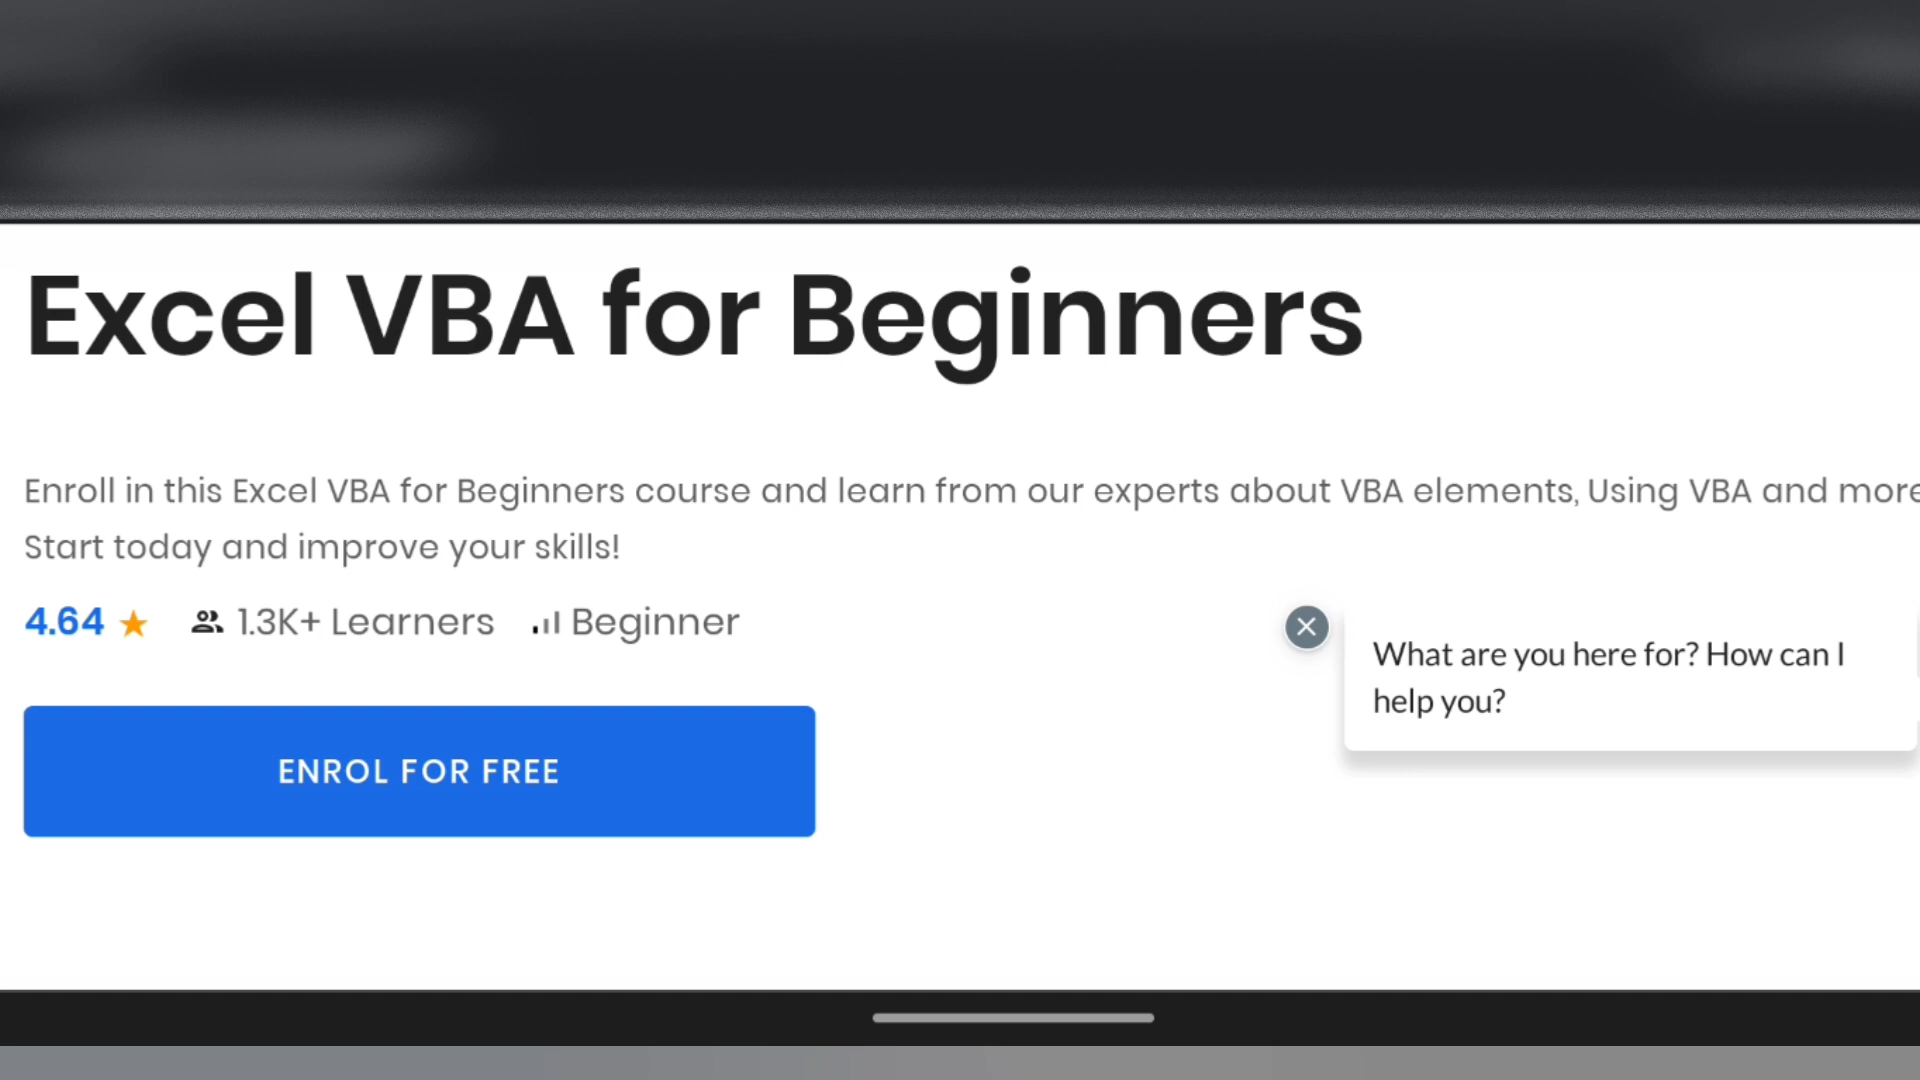 Excel VBA for Beginners
Enroll in this Excel VBA for Beginners course and learn from our experts about VBA elements, Using VBA and more
Start today and improve your skills!
4.64 1.3K+ Learners Beginner
What are you here for? How can I
help you?
ENROL FOR FREE